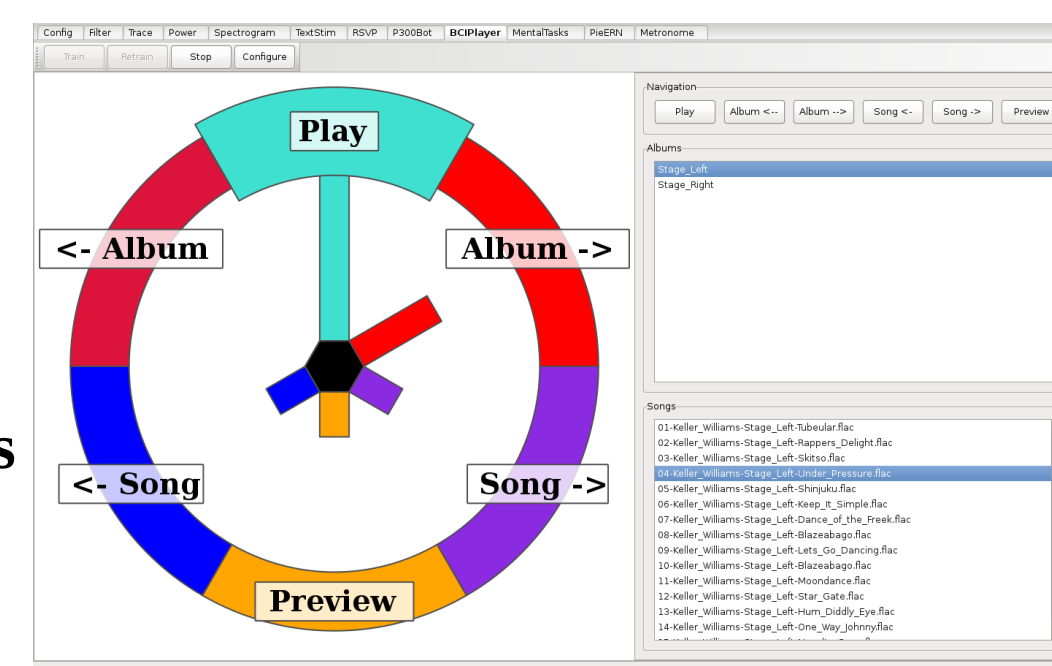 Config Filter Trace Power Spectrogram TextStim RSVP P300Bot BCIPlayer MentalTasks PieERN Metronome
Train Retrain Stop Configure
Play
<- Album
Album ->
s
<- Song
Song ->
Preview
Navigation
Play Album <-- Album --> Song <- Song -> Preview
Albums
Stage_Left
Stage_Right
Songs
01-Keller_Williams-Stage_Left-Tubeular.flac
02-Keller_Williams-Stage_Left-Rappers_Delight.flac
03-Keller_Williams-Stage_Left-Skitso.flac
04-Keller_Williams-Stage_Left-Under_Pressure.flac
05-Keller_Williams-Stage_Left-Shinjuku.flac
06-Keller_Williams-Stage_Left-Keep_It_Simple.flac
07-Keller_Williams-Stage_Left-Dance_of_the_Freek.flac
08-Keller_Williams-Stage_Left-Blazeabago.flac
09-Keller_Williams-Stage_Left-Lets_Go_Dancing.flac
10-Keller_Williams-Stage_Left-Blazeabago.flac
11-Keller_Williams-Stage_Left-Moondance.flac
12-Keller_Williams-Stage_Left-Star_Gate.flac
13-Keller_Williams-Stage_Left-Hum_Diddly_Eye.flac
14-Keller_Williams-Stage_Left-One_Way_Johnny.flac